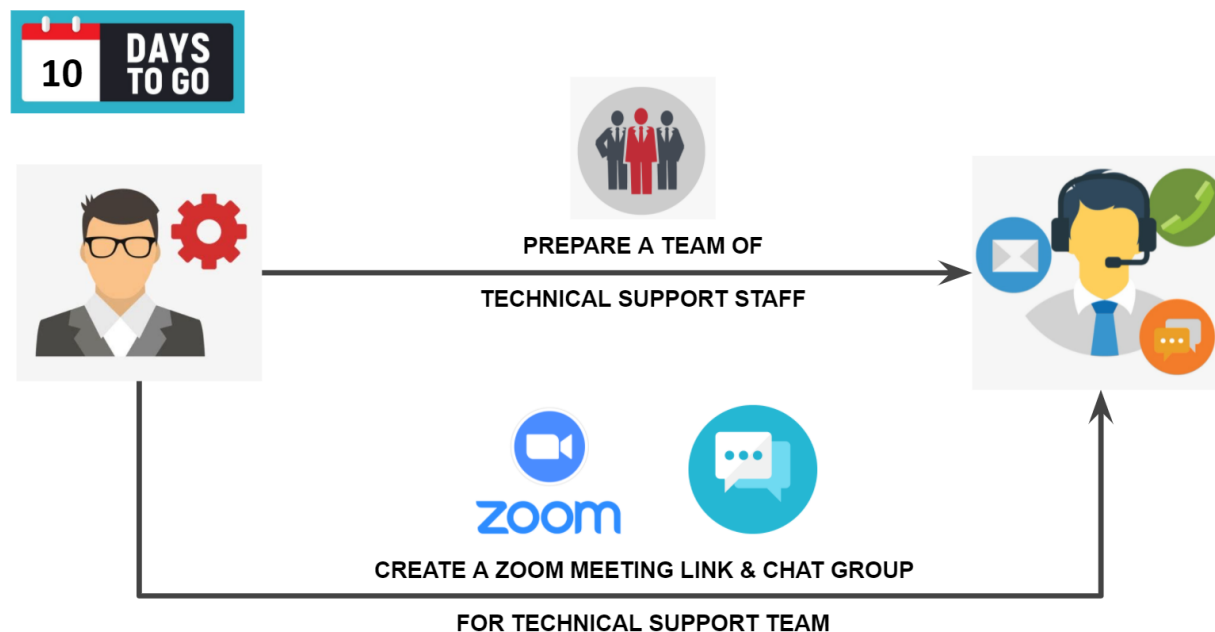 10
DAYS
TO GO
PREPARE A TEAM OF
TECHNICAL SUPPORT STAFF
zoom
CREATE A ZOOM MEETING LINK & CHAT GROUP
FOR TECHNICAL SUPPORT TEAM